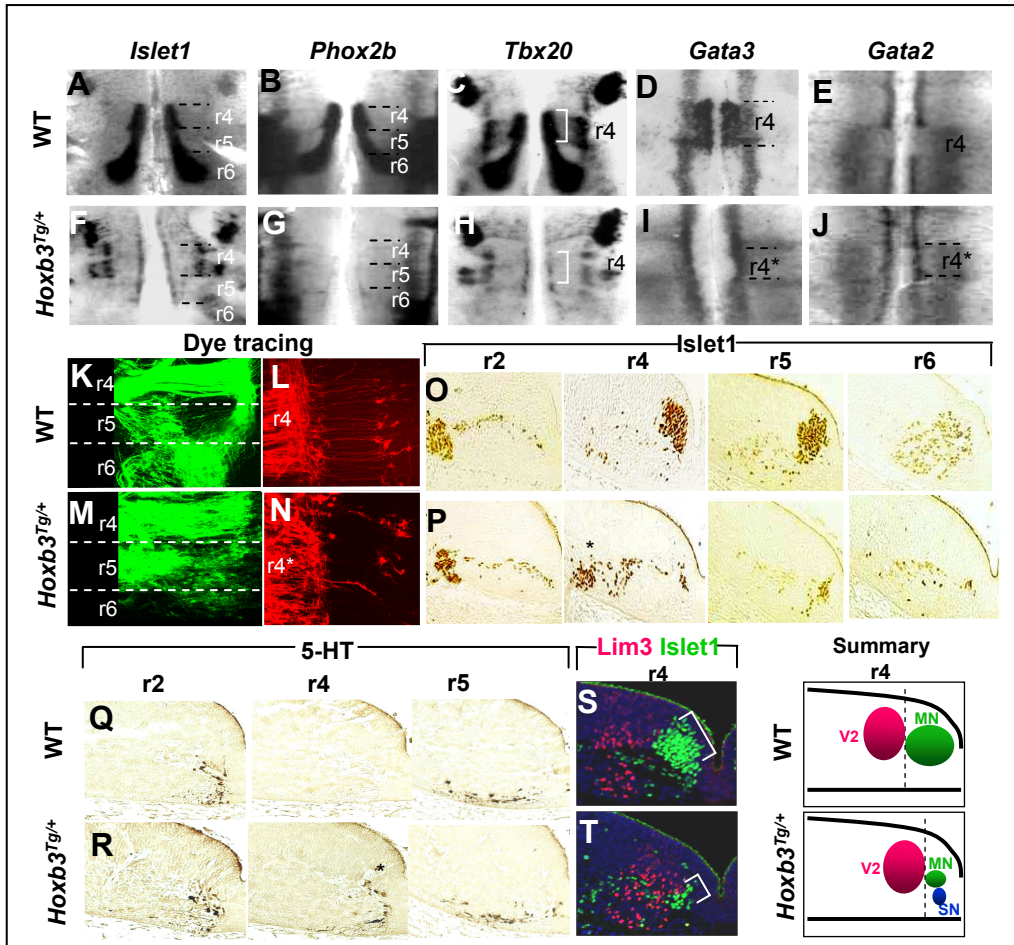 Islet1 Phox2b Tbx20 Gata3 Gata2
WT
A r4 r5 r6
B r4 r5 r6
C r4
D r4
E r4
Hoxb3Tg/+
F r4 r5 r6
G r4 r5 r6
H r4
I r4*
J r4*
Dye tracing
Islet1
r2 r4 r5 r6
WT
K r4 r5 r6
L r4
O
Hoxb3Tg/+
M r4 r5 r6
N r4*
P *
5-HT
r2 r4 r5
Lim3 Islet1
r4
Summary
r4
WT
Q
S
WT
V2 MN
Hoxb3Tg/+
R *
T
Hoxb3Tg/+
V2 MN
SN